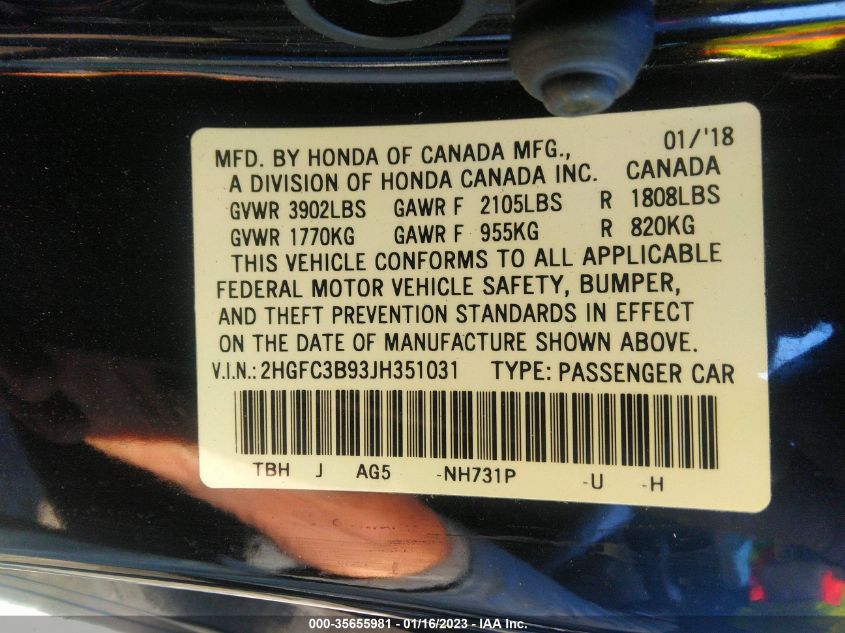 MFD. BY HONDA OF CANADA MFG., 01/'18
A DIVISION OF HONDA CANADA INC. CANADA
GVWR 3902LBS GAWR F 2105LBS R 1808LBS
GVWR 1770KG GAWR F 955KG R 820KG
THIS VEHICLE CONFORMS TO ALL APPLICABLE
FEDERAL MOTOR VEHICLE SAFETY, BUMPER,
AND THEFT PREVENTION STANDARDS IN EFFECT
ON THE DATE OF MANUFACTURE SHOWN ABOVE.
V.I.N.: 2HGFC3B93JH351031 TYPE: PASSENGER CAR
TBH J AG5 -NH731P -U -H
000-35655981 - 01/16/2023 - IAA Inc.